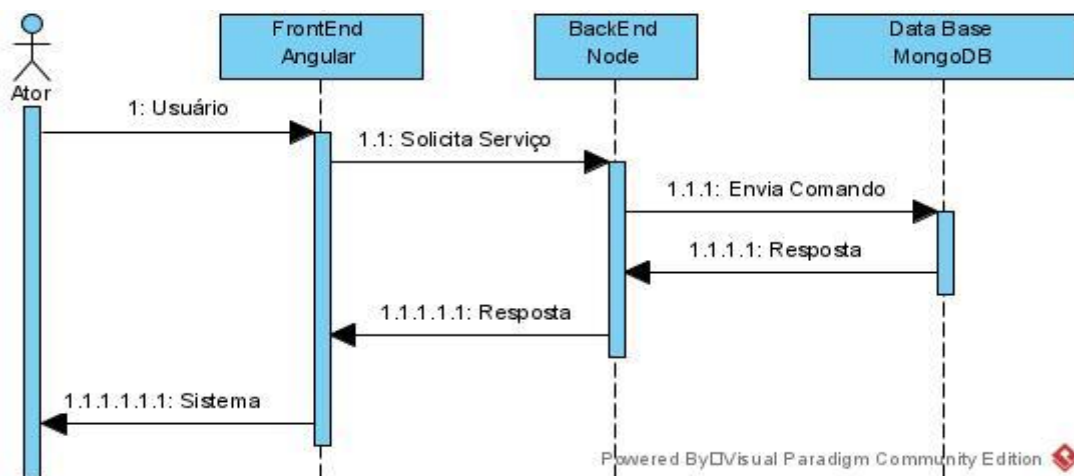 FrontEnd
Angular
BackEnd
Node
Data Base
MongoDB
Ator
1: Usuário
1.1: Solicita Serviço
1.1.1: Envia Comando
1.1.1.1: Resposta
1.1.1.1.1: Resposta
1.1.1.1.1.1: Sistema
Powered By□Visual Paradigm Community Edition